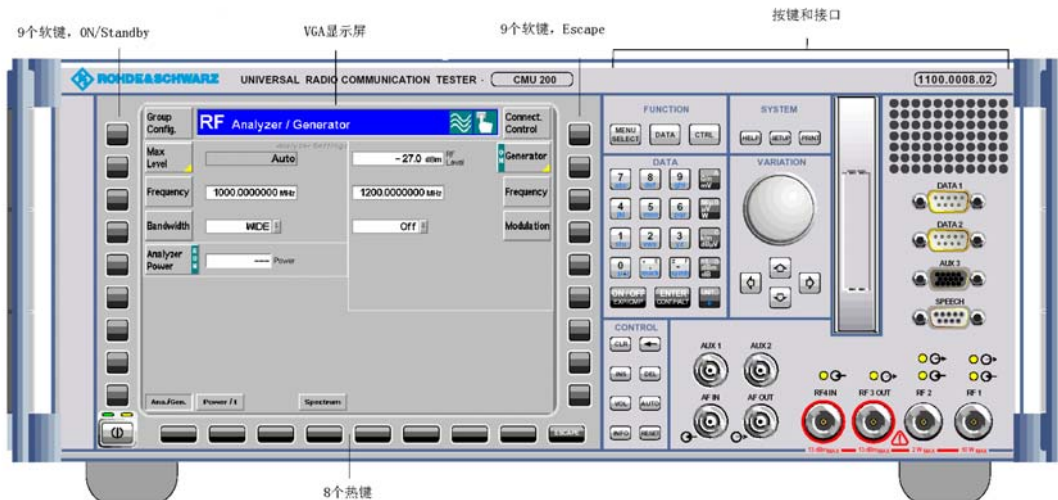 9个软键, ON/Standby
VGA显示屏
9个软键, Escape
按键和接口
ROHDE&SCHWARZ
UNIVERSAL RADIO COMMUNICATION TESTER · CMU 200
1100.0008.02
Group Config.
RF Analyzer / Generator
Connect. Control
Analyzer Settings
Max Level
Auto
- 27.0 dBm
RF Level
Generator
Frequency
1000.0000000 MHz
1200.0000000 MHz
Frequency
Bandwidth
WIDE
Off
Modulation
Analyzer Power
---- Power
Ana./Gen.
Power / t
Spectrum
ESCAPE
8个热键
FUNCTION
MENU SELECT
DATA
CTRL
SYSTEM
HELP
SETUP
PRINT
DATA
VARIATION
7
8
9
4
5
6
1
2
3
0
ON / OFF
ENTER
CONTROL
CLR
INS
DEL
VOL
AUTO
INFO
RESET
DATA 1
DATA 2
AUX 3
SPEECH
AUX 1
AUX 2
AF IN
AF OUT
RF4 IN
RF 3 OUT
RF 2
RF 1